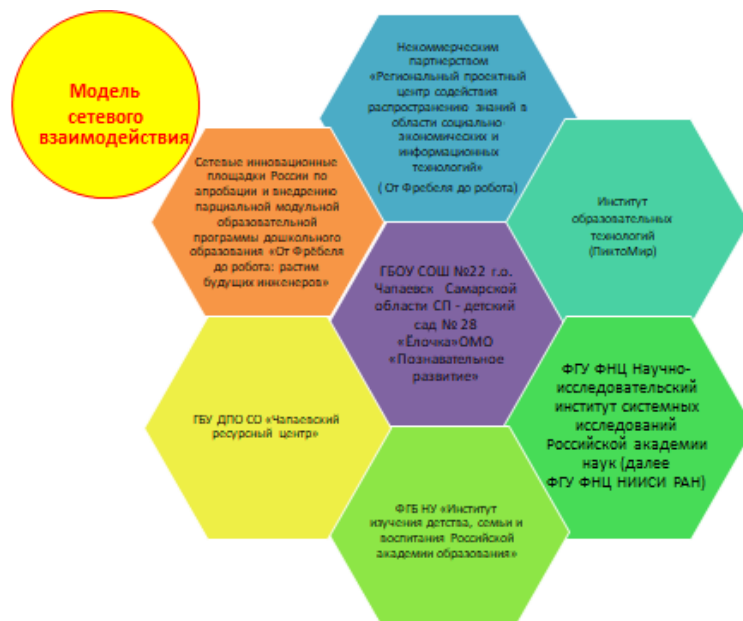 Модель
сетевого
взаимодействия
Некоммерческим
партнерством
«Региональный проектный
центр содействия
распространению знаний в
области социально-
экономических и
информационных
технологий»
( От Фребеля до робота)
Сетевые инновационные
площадки России по
апробации и внедрению
парциальной модульной
образовательной
программы дошкольного
образования «От Фрёбеля
до робота: растим
будущих инженеров»
Институт
образовательных
технологий
(ПиктоМир)
ГБОУ СОШ №22 г.о.
Чапаевск Самарской
области СП - детский
сад № 28
«Ёлочка»ОМО
«Познавательное
развитие»
ГБУ ДПО СО «Чапаевский
ресурсный центр»
ФГУ ФНЦ Научно-
исследовательский
институт системных
исследований
Российской академии
наук (далее
ФГУ ФНЦ НИИСИ РАН)
ФГБ НУ «Институт
изучения детства, семьи и
воспитания Российской
академии образования»